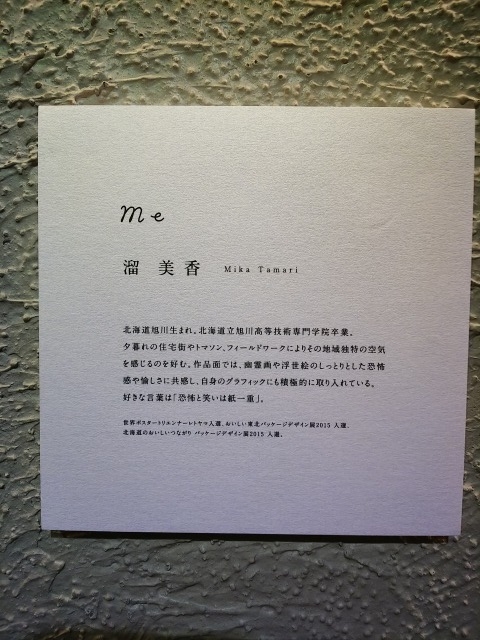 me
溜 美香 Mika Tamari
北海道旭川生まれ。北海道立旭川高等技術専門学院卒業。
夕暮れの住宅街やトマソン、フィールドワークによりその地域独特の空気
を感じるのを好む。作品面では、幽霊画や浮世絵のしっとりとした恐怖
感や愉しさに共感し、自身のグラフィックにも積極的に取り入れている。
好きな言葉は「恐怖と笑いは紙一重」。
世界ポスタートリエンナーレトヤマ入選、おいしい東北パッケージデザイン展2015 入選、
北海道のおいしいつながり パッケージデザイン展2015 入選。